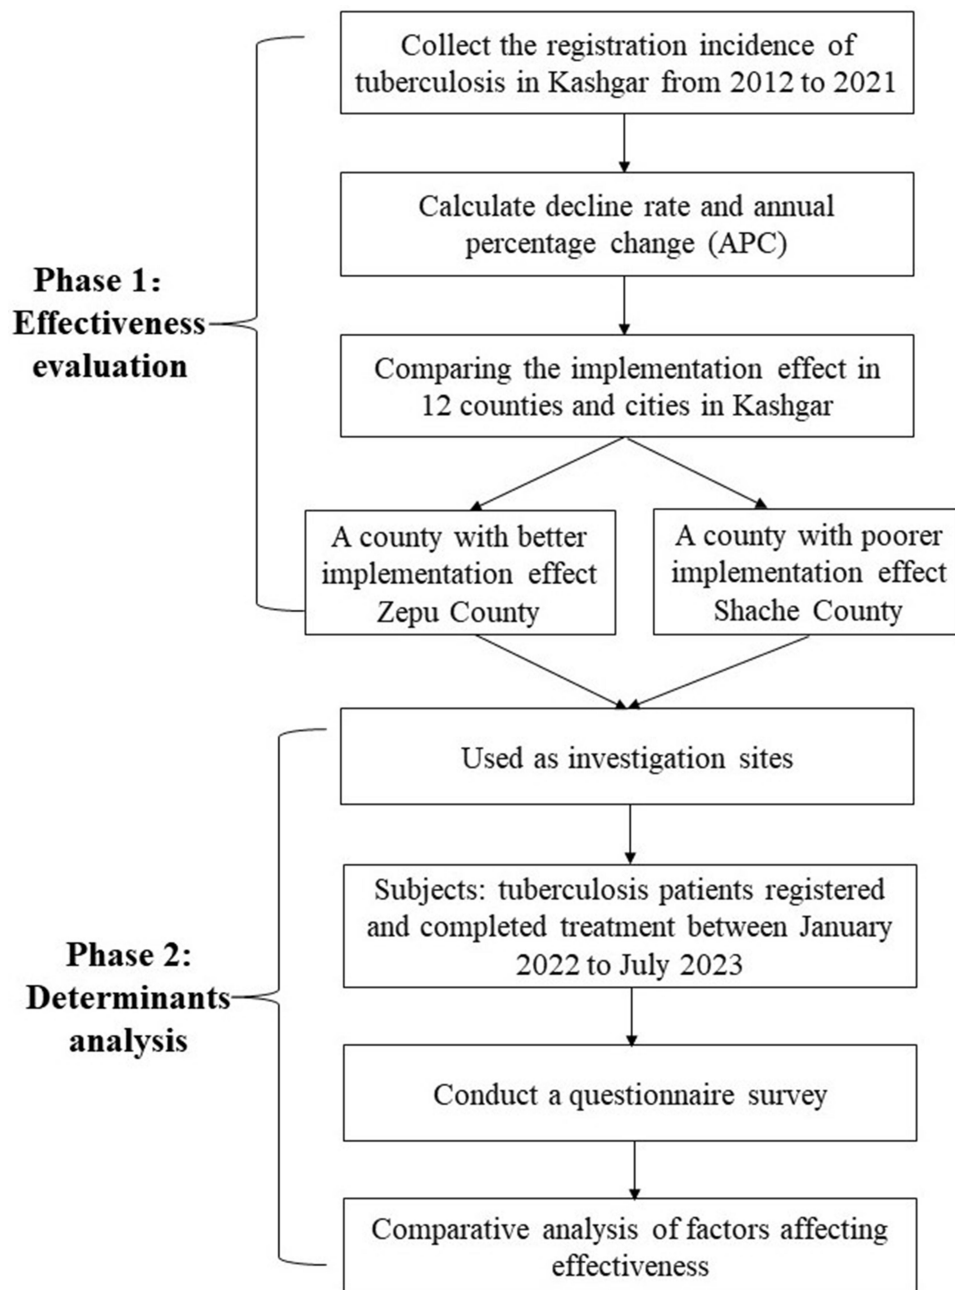 Collect the registration incidence of
tuberculosis in Kashgar from 2012 to 2021
Calculate decline rate and annual
percentage change (APC)
Phase 1:
Effectiveness
evaluation
Comparing the implementation effect in
12 counties and cities in Kashgar
A county with better
implementation effect
Zepu County
A county with poorer
implementation effect
Shache County
Used as investigation sites
Subjects: tuberculosis patients registered
and completed treatment between January
2022 to July 2023
Phase 2:
Determinants
analysis
Conduct a questionnaire survey
Comparative analysis of factors affecting
effectiveness